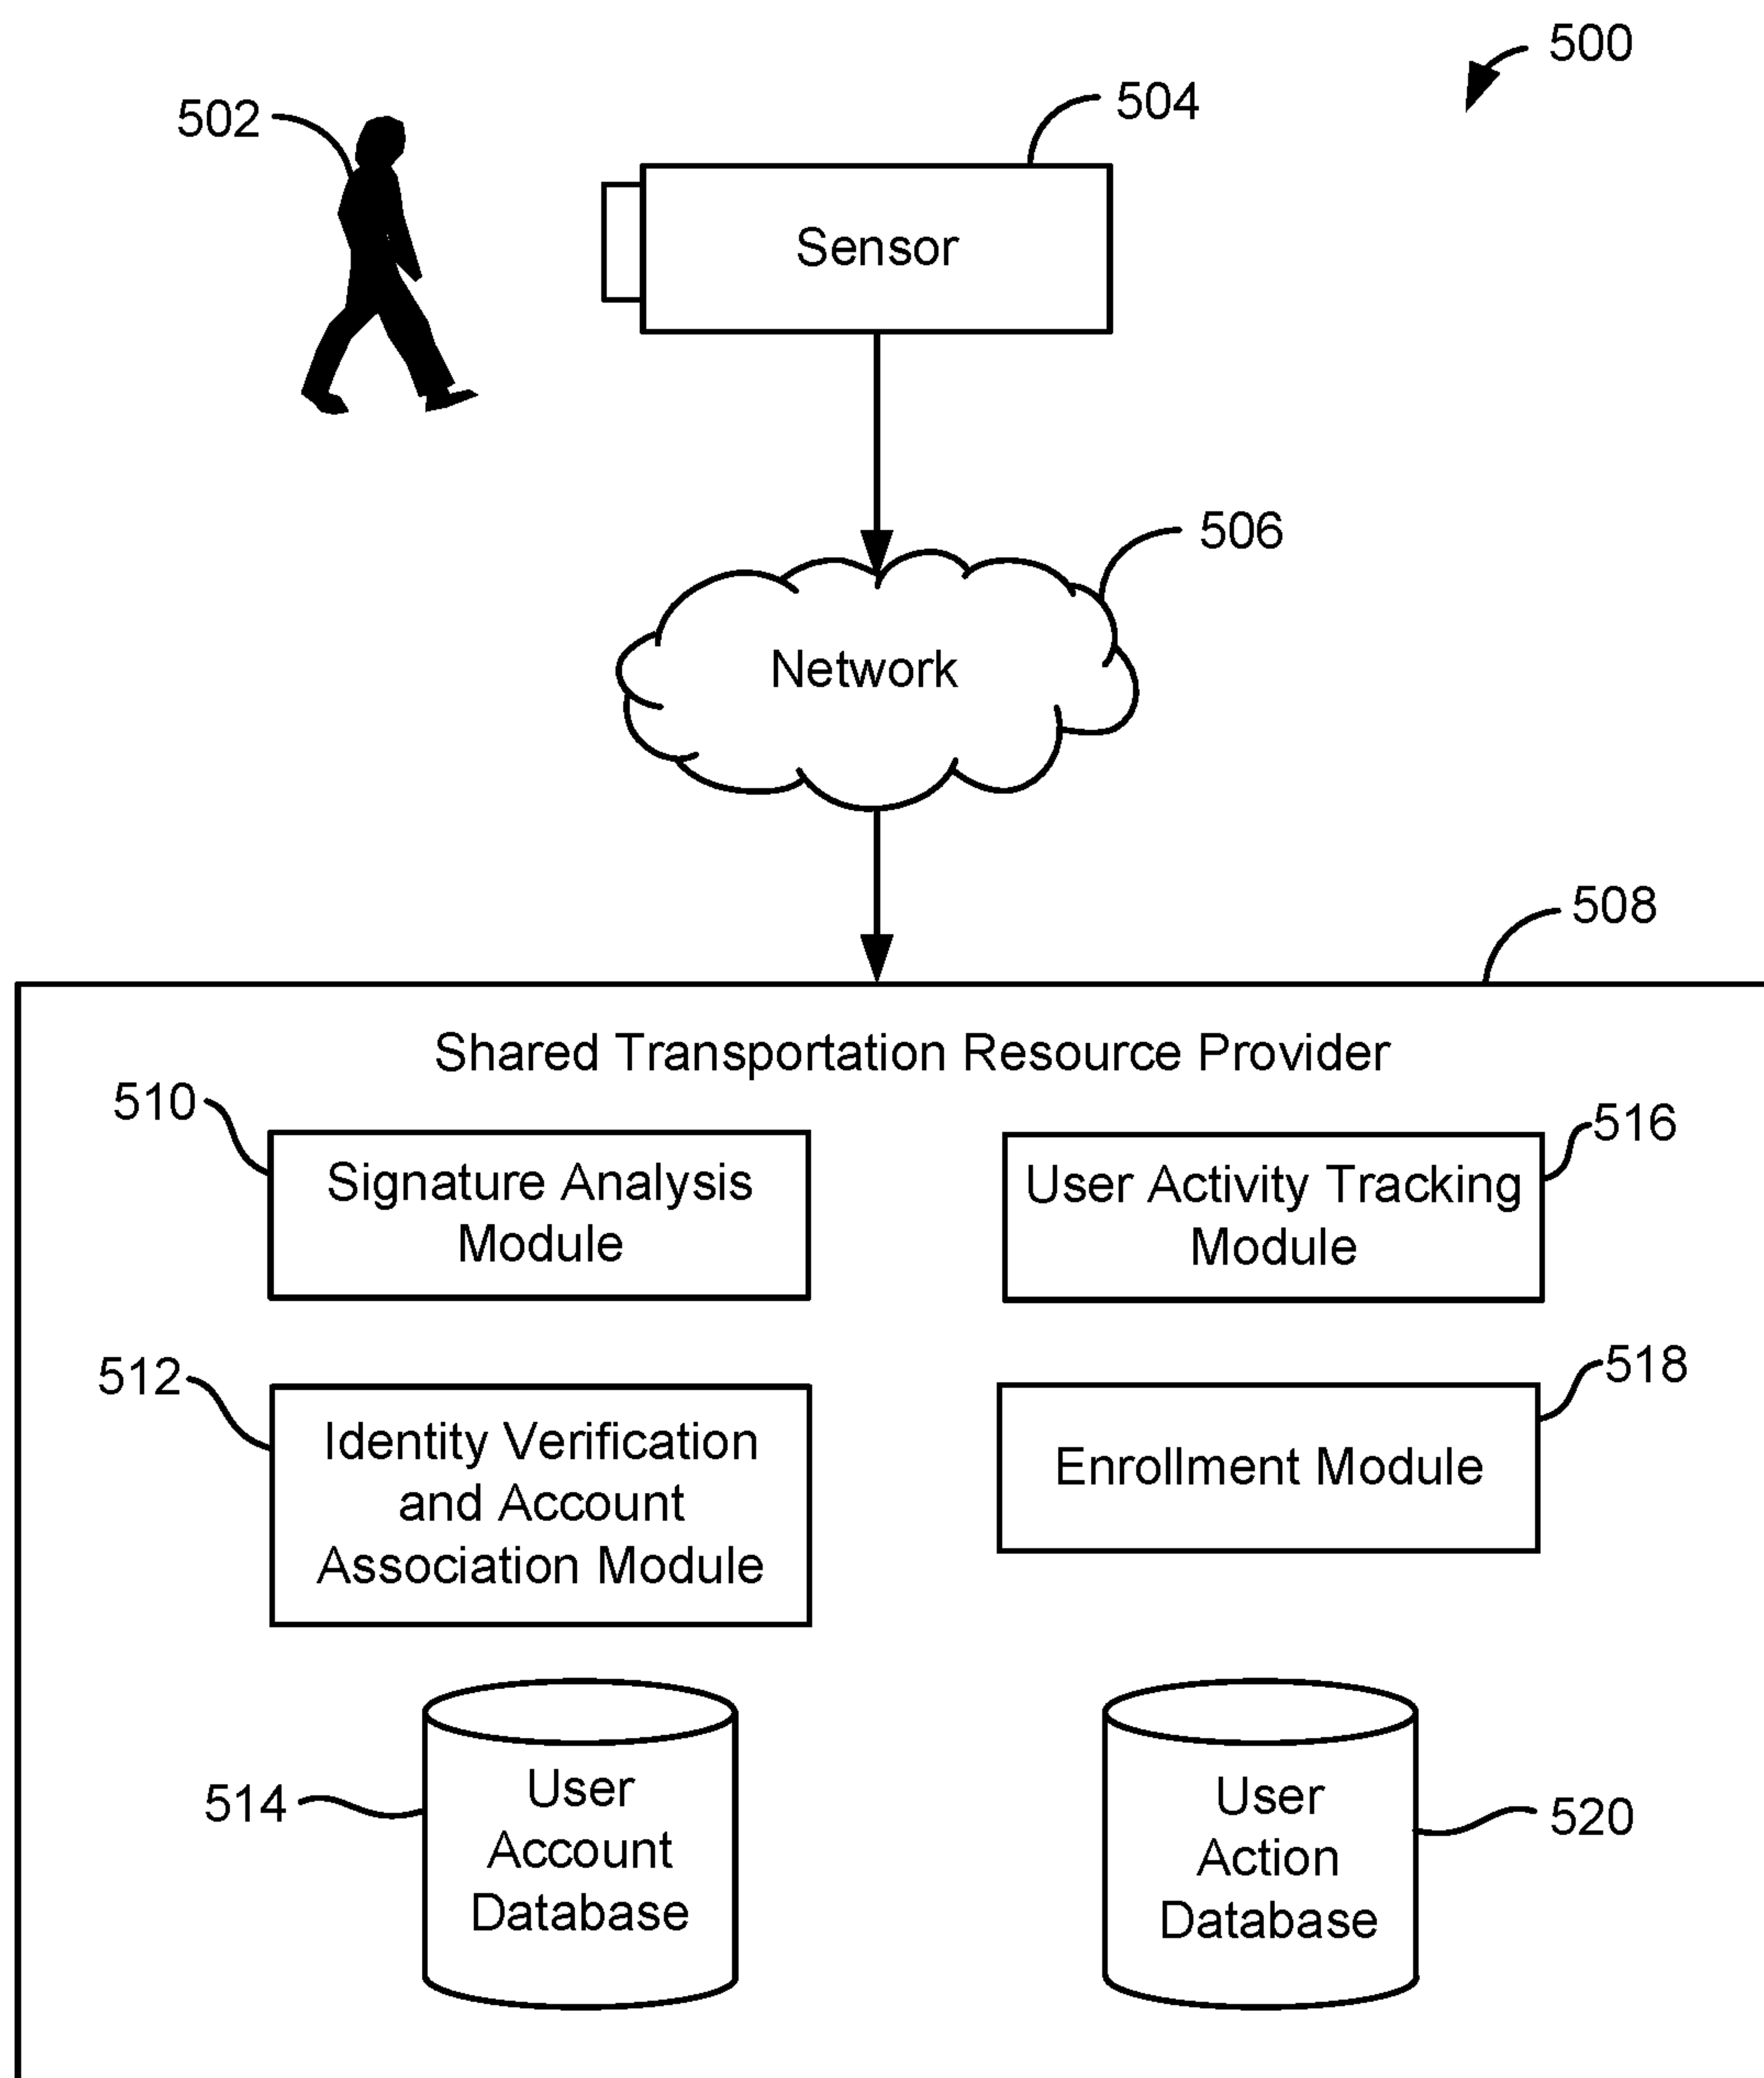 500
502
504
Sensor
506
Network
508
Shared Transportation Resource Provider
510
Signature Analysis
Module
516
User Activity Tracking
Module
512
Identity Verification
and Account
Association Module
518
Enrollment Module
514
User
Account
Database
520
User
Action
Database